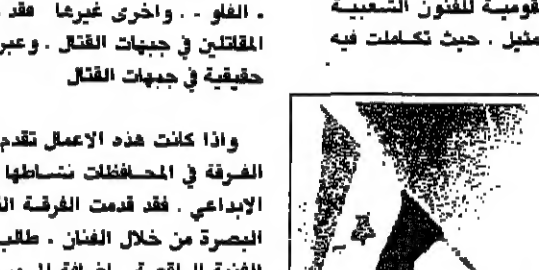 قومية للفنون الشعبية
مثيل . حيث تكاملت فيه
. الفاو . . واخرى غيرها فقد
المقاتلين في جبهات القتال . وعبر
حقيقية في جبهات القتال
واذا كانت هذه الاعمال تقدم
الفرقة في المحافظات نشاطها
الابداعي . فقد قدمت الفرقة
البصرة من خلال الفنان . طالب